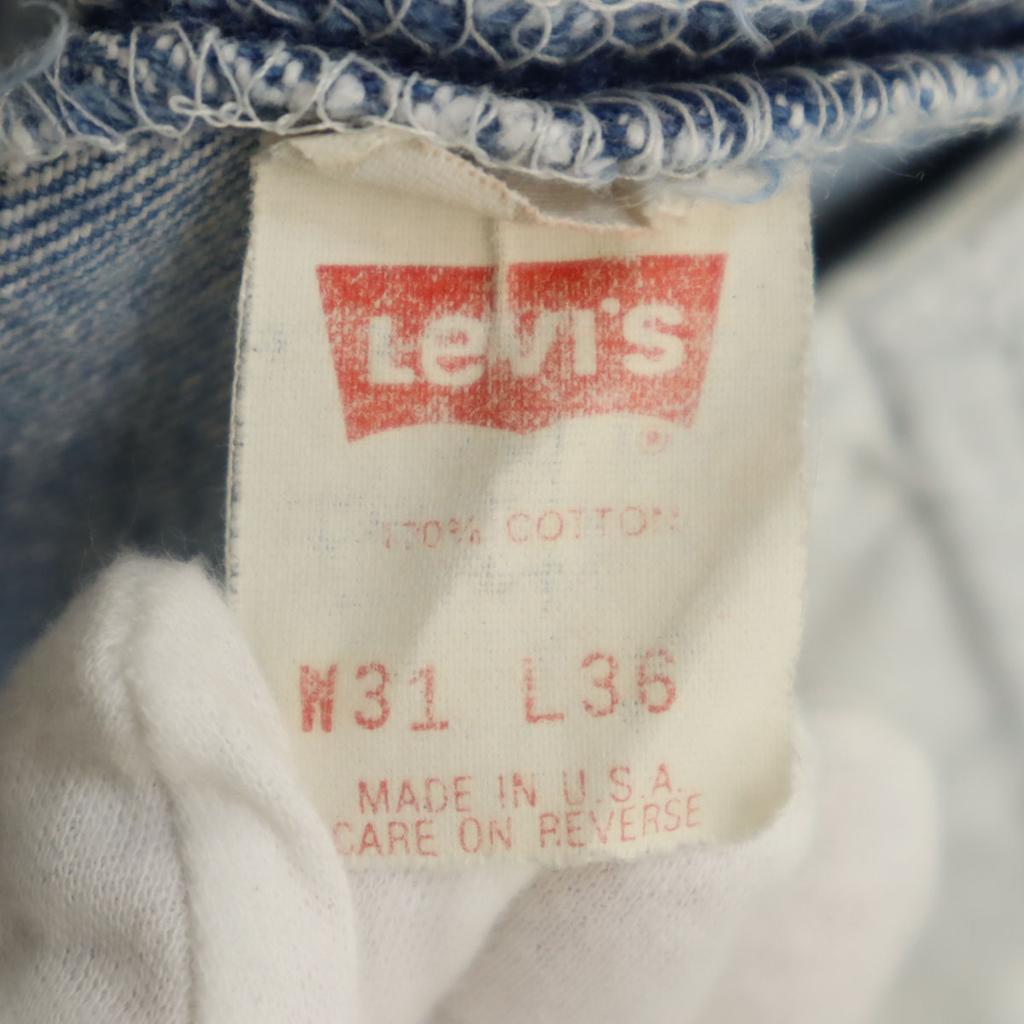 Levi's
®
100% COTTON
W31 L36
MADE IN U.S.A.
CARE ON REVERSE